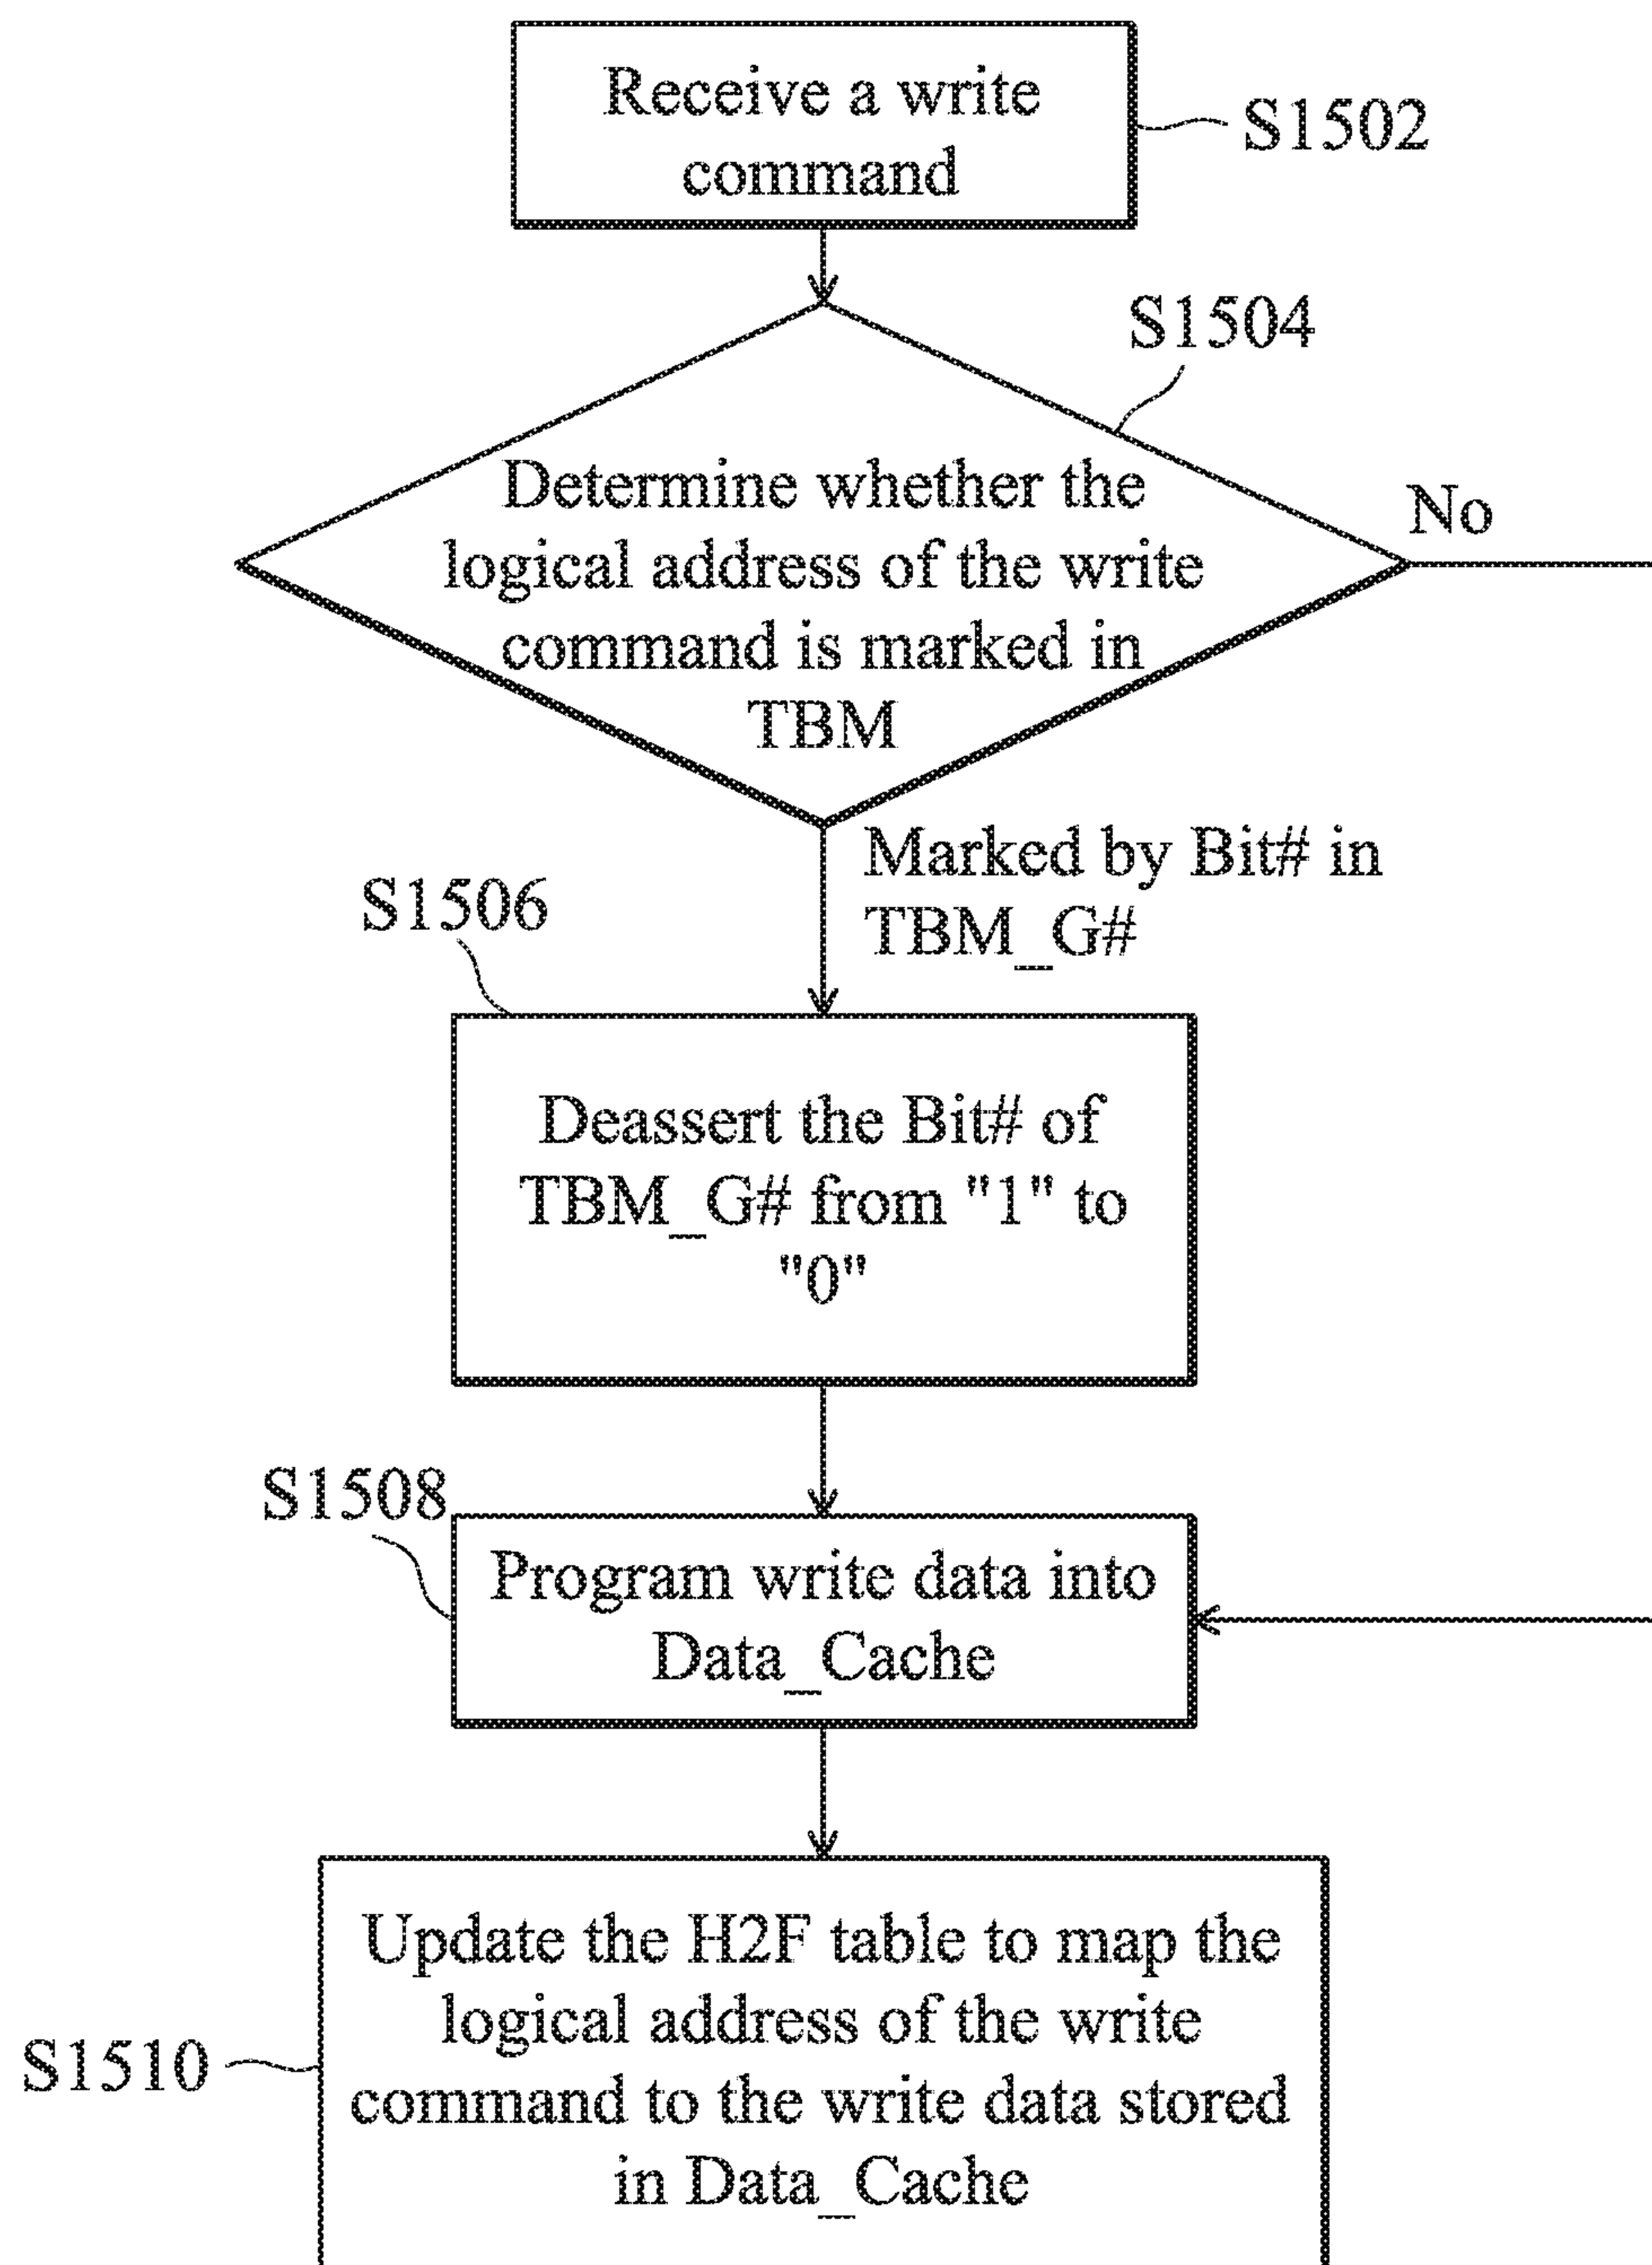 Receive a write
command
S1502
S1504
Determine whether the
logical address of the write
command is marked in
TBM
No
Marked by Bit# in
TBM_G#
S1506
Deassert the Bit# of
TBM_G# from "1" to
"0"
S1508
Program write data into
Data_Cache
Update the H2F table to map the
logical address of the write
command to the write data stored
in Data_Cache
S1510